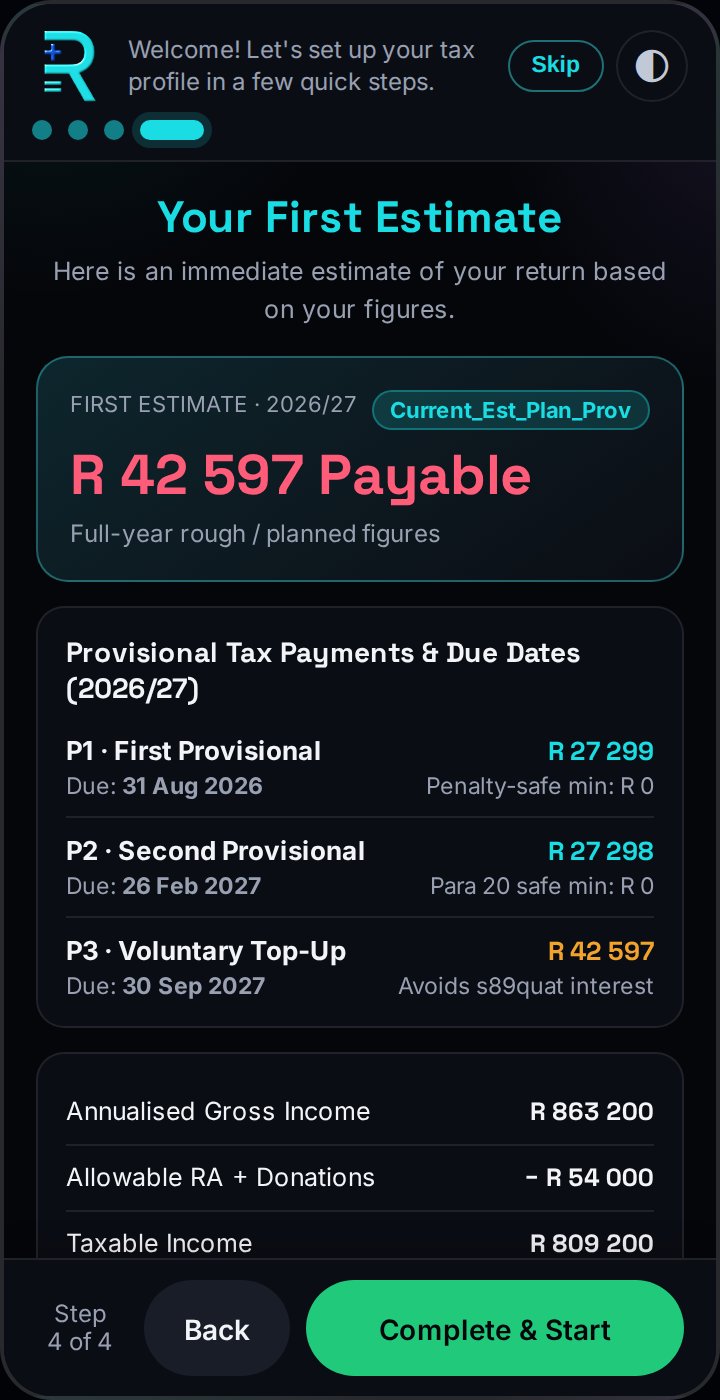 Welcome! Let's set up your tax
profile in a few quick steps.
Skip
Your First Estimate
Here is an immediate estimate of your return based
on your figures.
FIRST ESTIMATE · 2026/27
Current_Est_Plan_Prov
R 42 597 Payable
Full-year rough / planned figures
Provisional Tax Payments & Due Dates
(2026/27)
P1 · First Provisional R 27 299
Due: 31 Aug 2026 Penalty-safe min: R 0
P2 · Second Provisional R 27 298
Due: 26 Feb 2027 Para 20 safe min: R 0
P3 · Voluntary Top-Up R 42 597
Due: 30 Sep 2027 Avoids s89quat interest
Annualised Gross Income R 863 200
Allowable RA + Donations − R 54 000
Taxable Income R 809 200
Step
4 of 4
Back
Complete & Start